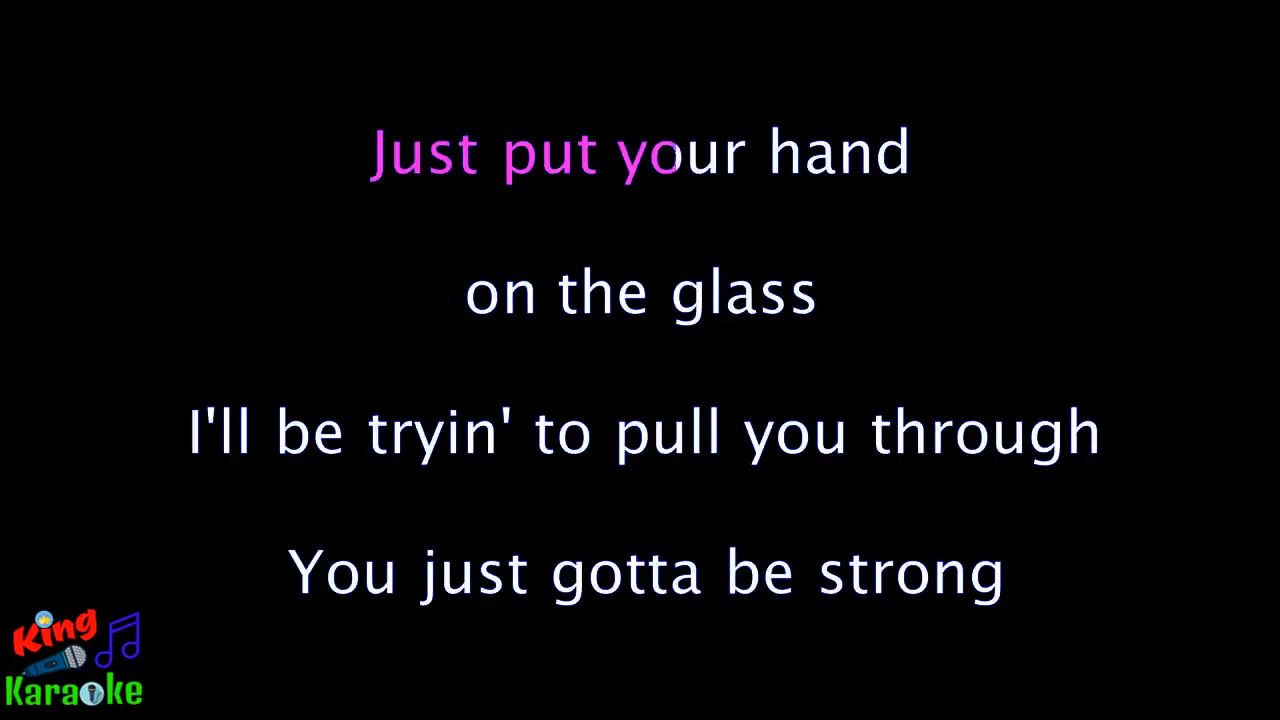 Just put your hand
on the glass
I'll be tryin' to pull you through
You just gotta be strong
King
Karaoke